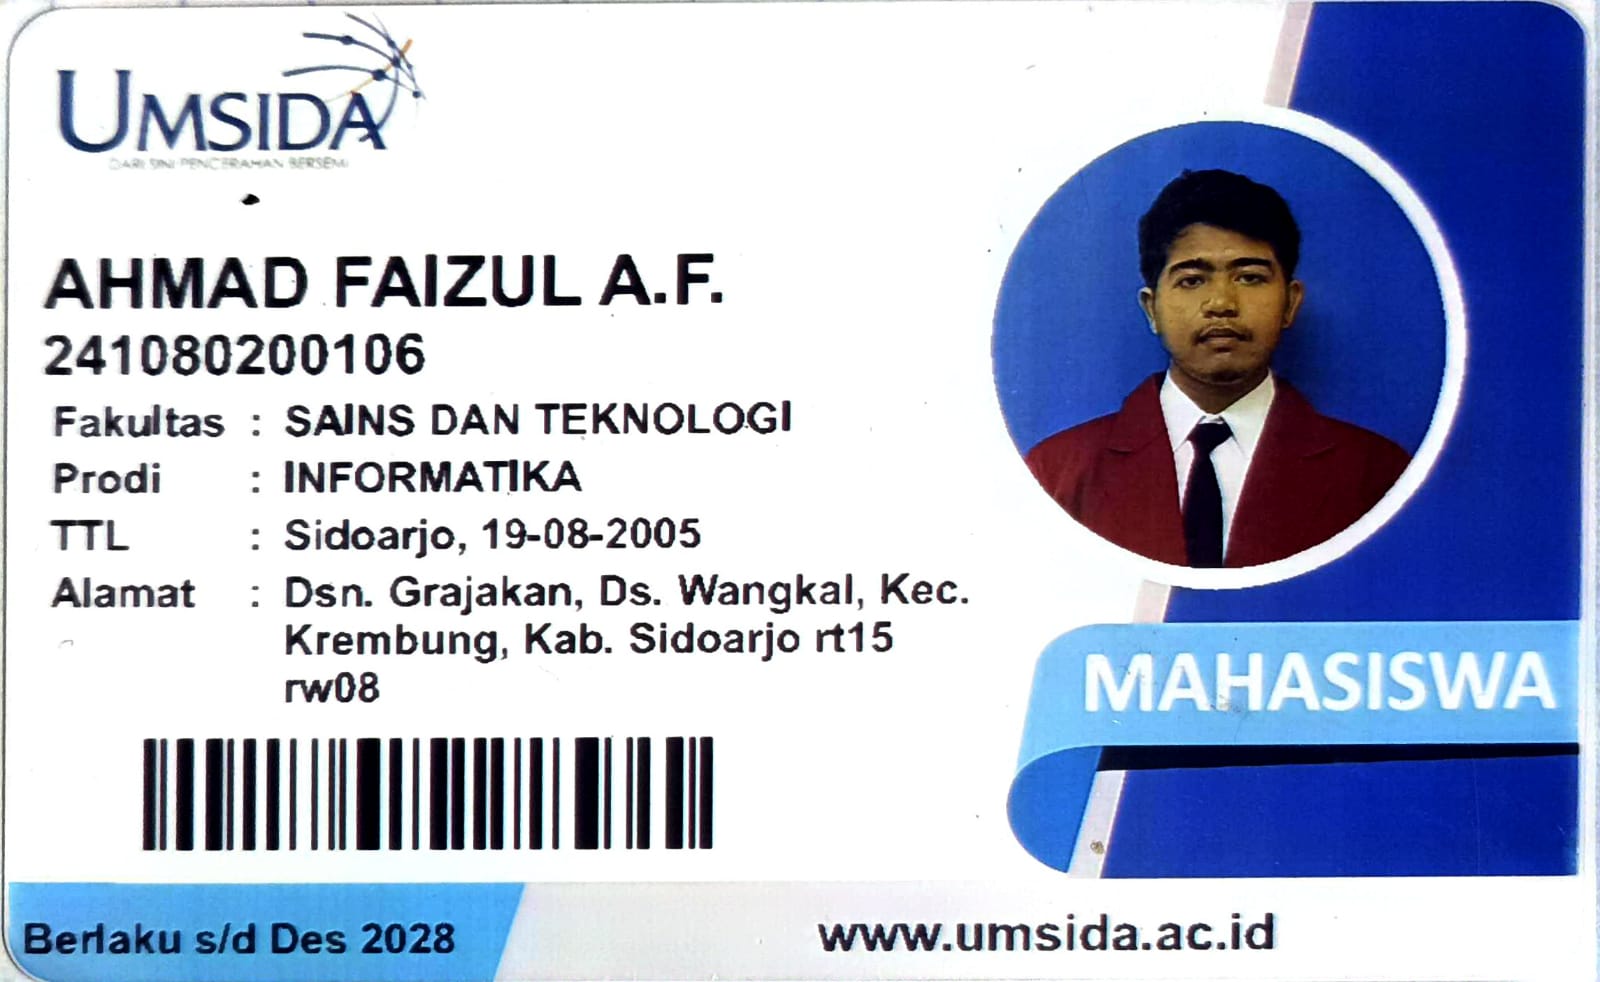 UMSIDA
DARI SINI PENCERAHAN BERSEMI
AHMAD FAIZUL A.F.
241080200106
Fakultas : SAINS DAN TEKNOLOGI
Prodi : INFORMATIKA
TTL : Sidoarjo, 19-08-2005
Alamat : Dsn. Grajakan, Ds. Wangkal, Kec.
Krembung, Kab. Sidoarjo rt15
rw08
MAHASISWA
Berlaku s/d Des 2028
www.umsida.ac.id